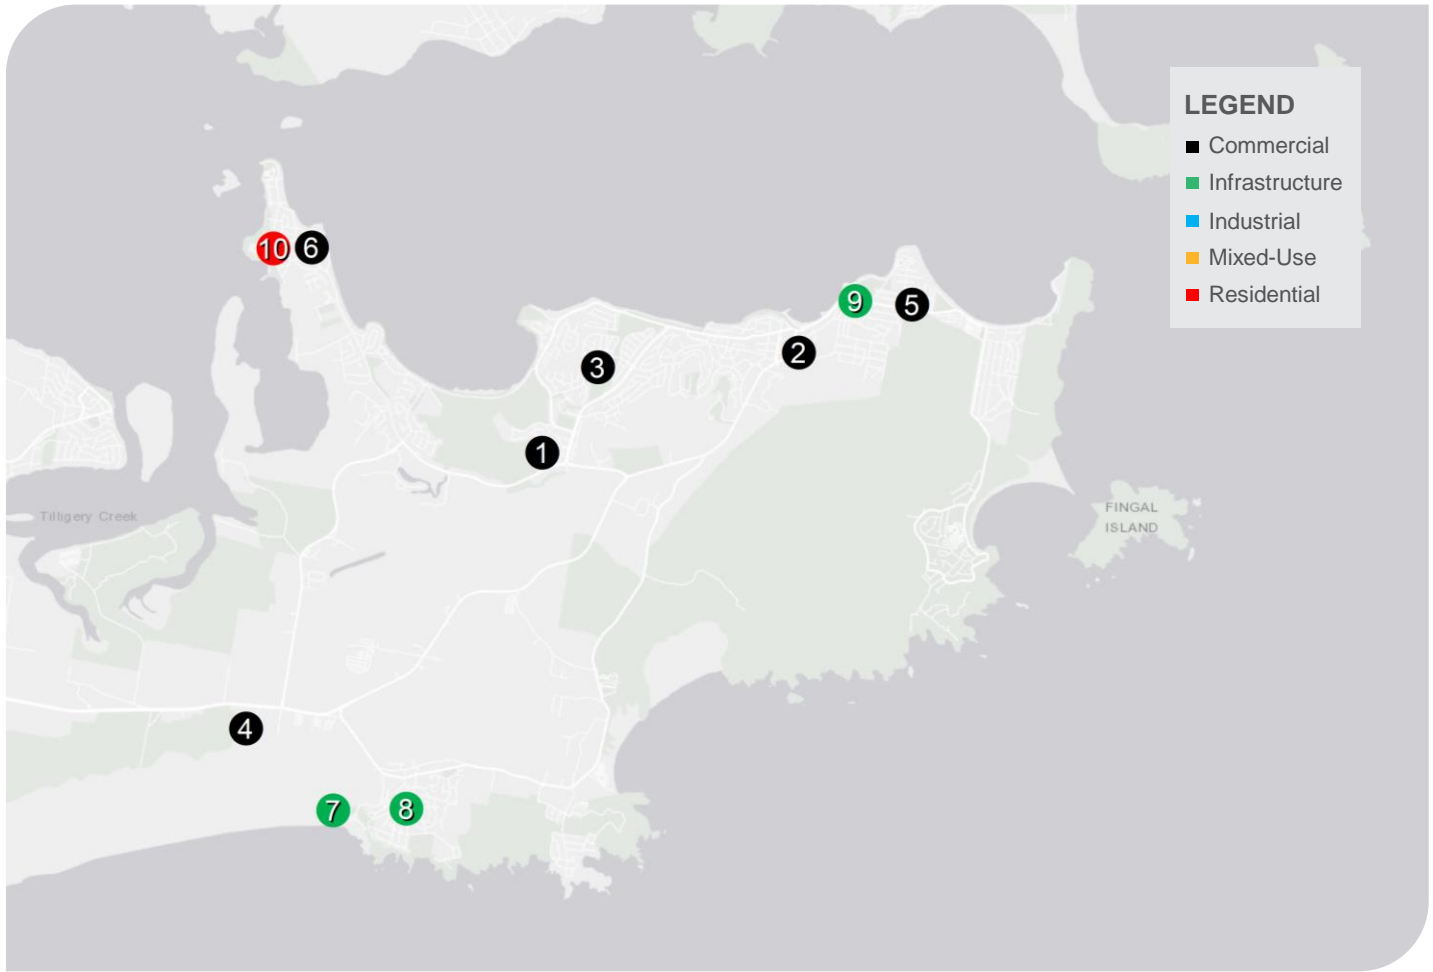 LEGEND
Commercial
Infrastructure
Industrial
Mixed-Use
Residential
10 6
9 5
2
3
1
Tilligery Creek
FINGAL
ISLAND
4
7 8